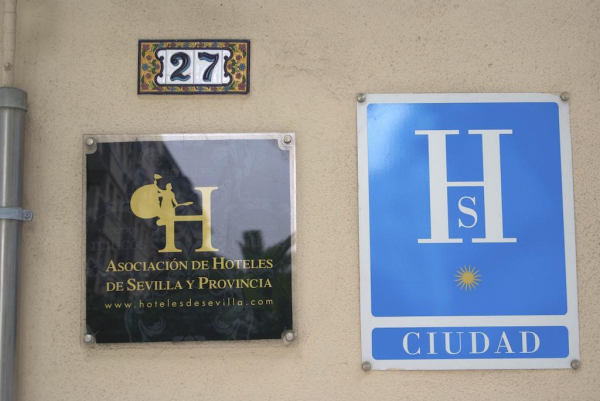 27
H
ASOCIACIÓN DE HOTELES
DE SEVILLA Y PROVINCIA
www.hotelesdesevilla.com
H
S
CIUDAD